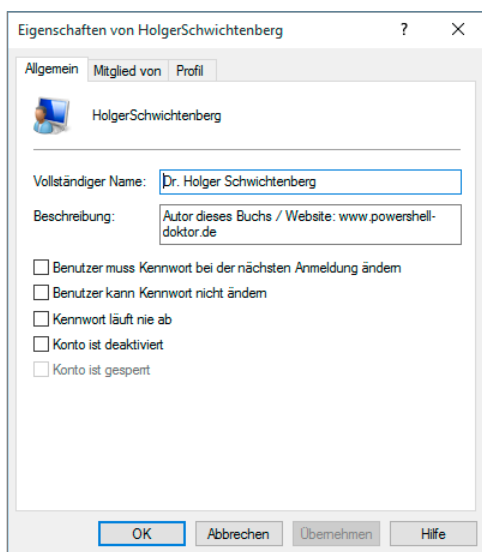 Eigenschaften von HolgerSchwichtenberg
Allgemein Mitglied von Profil
HolgerSchwichtenberg
Vollständiger Name: Dr. Holger Schwichtenberg
Beschreibung: Autor dieses Buchs / Website: www.powershell-
doktor.de
Benutzer muss Kennwort bei der nächsten Anmeldung ändern
Benutzer kann Kennwort nicht ändern
Kennwort läuft nie ab
Konto ist deaktiviert
Konto ist gesperrt
OK Abbrechen Übernehmen Hilfe